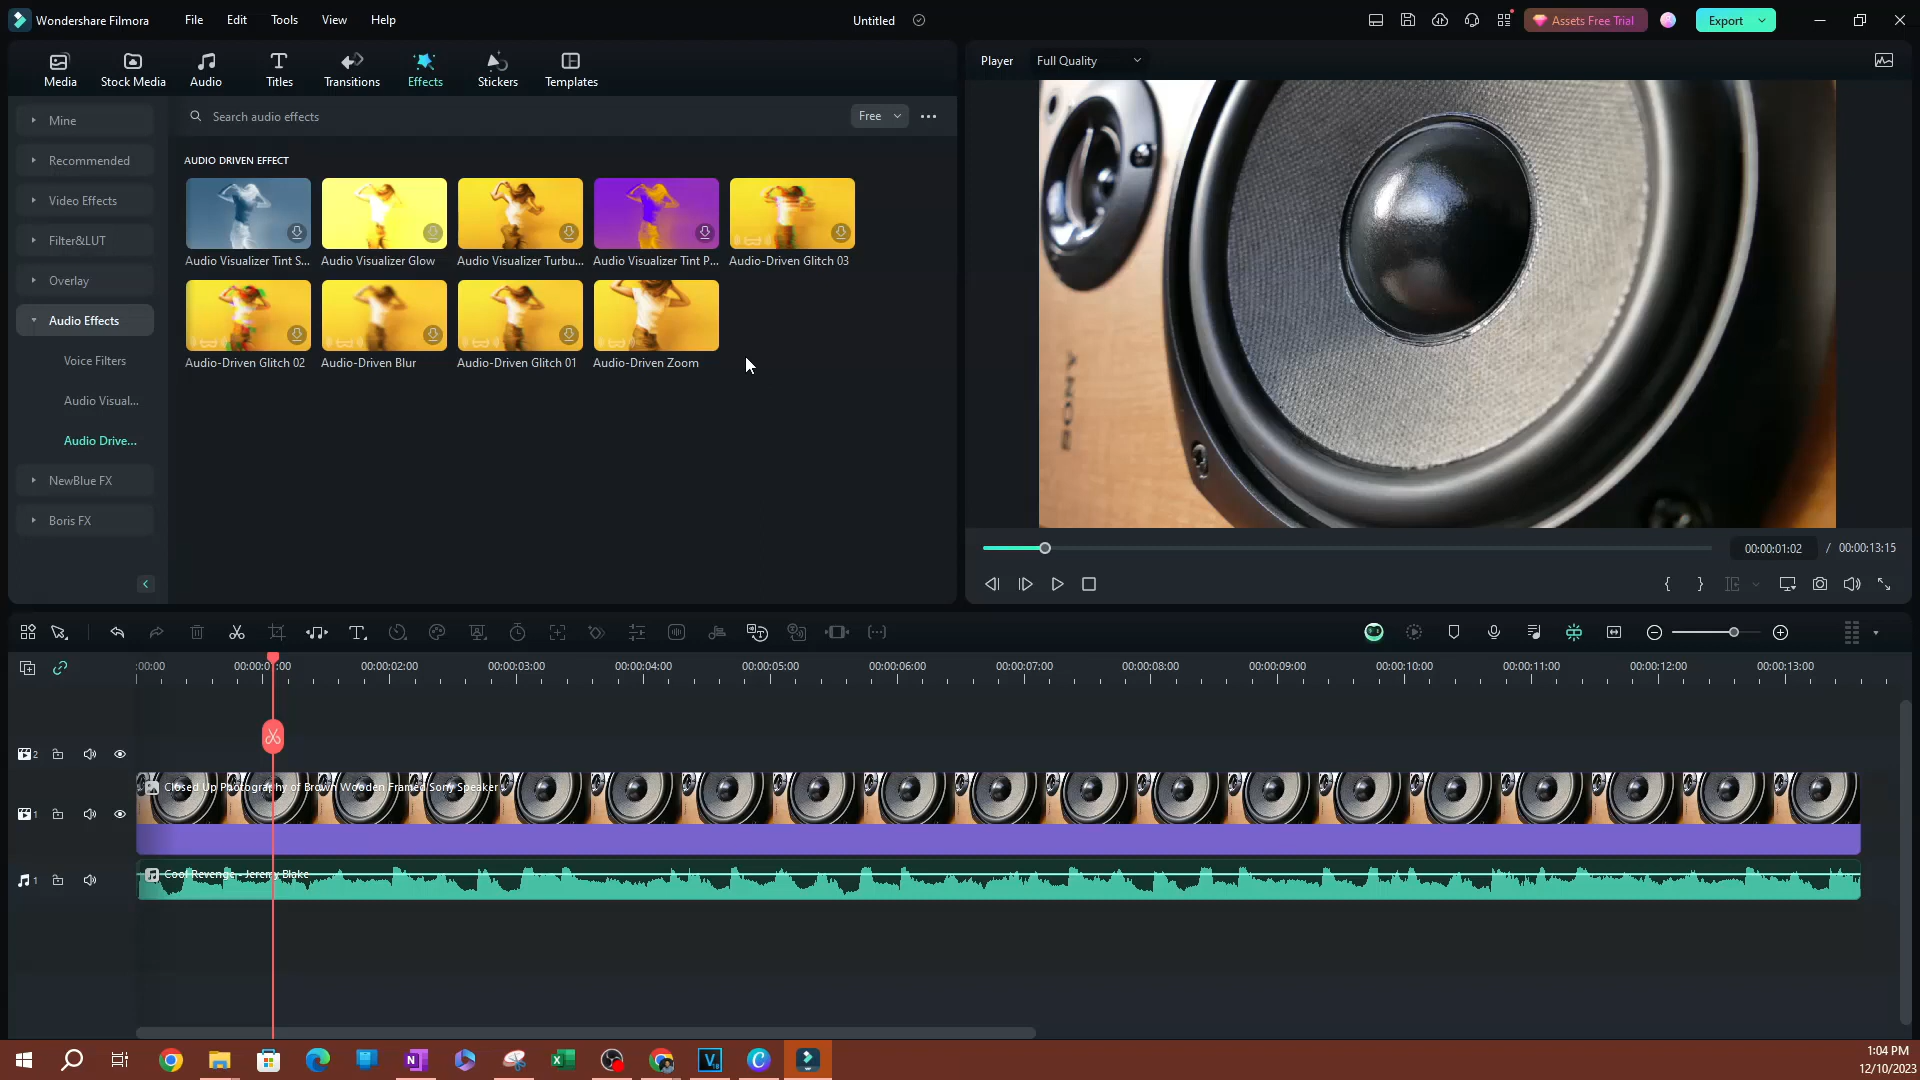 Wondershare Filmora
File
Edit
Tools
View
Help
Untitled
Assets Free Trial
Export
Media
Stock Media
Audio
Titles
Transitions
Effects
Stickers
Templates
Player
Full Quality
Mine
Recommended
Video Effects
Filter&LUT
Overlay
Audio Effects
Voice Filters
Audio Visual...
Audio Drive...
NewBlue FX
Boris FX
Search audio effects
Free
AUDIO DRIVEN EFFECT
Audio Visualizer Tint S...
Audio Visualizer Glow
Audio Visualizer Turbu...
Audio Visualizer Tint P...
Audio-Driven Glitch 03
Audio-Driven Glitch 02
Audio-Driven Blur
Audio-Driven Glitch 01
Audio-Driven Zoom
SONY
00:00:01:02 / 00:00:13:15
:00:00
00:00:02:00
00:00:03:00
00:00:04:00
00:00:05:00
00:00:06:00
00:00:07:00
00:00:08:00
00:00:09:00
00:00:10:00
00:00:11:00
00:00:12:00
00:00:13:00
2
1
Closed Up Photography of Brown Wooden Framed Sony Speaker
1
Cool Revenge - Jeremy Blake
1:04 PM
12/10/2023